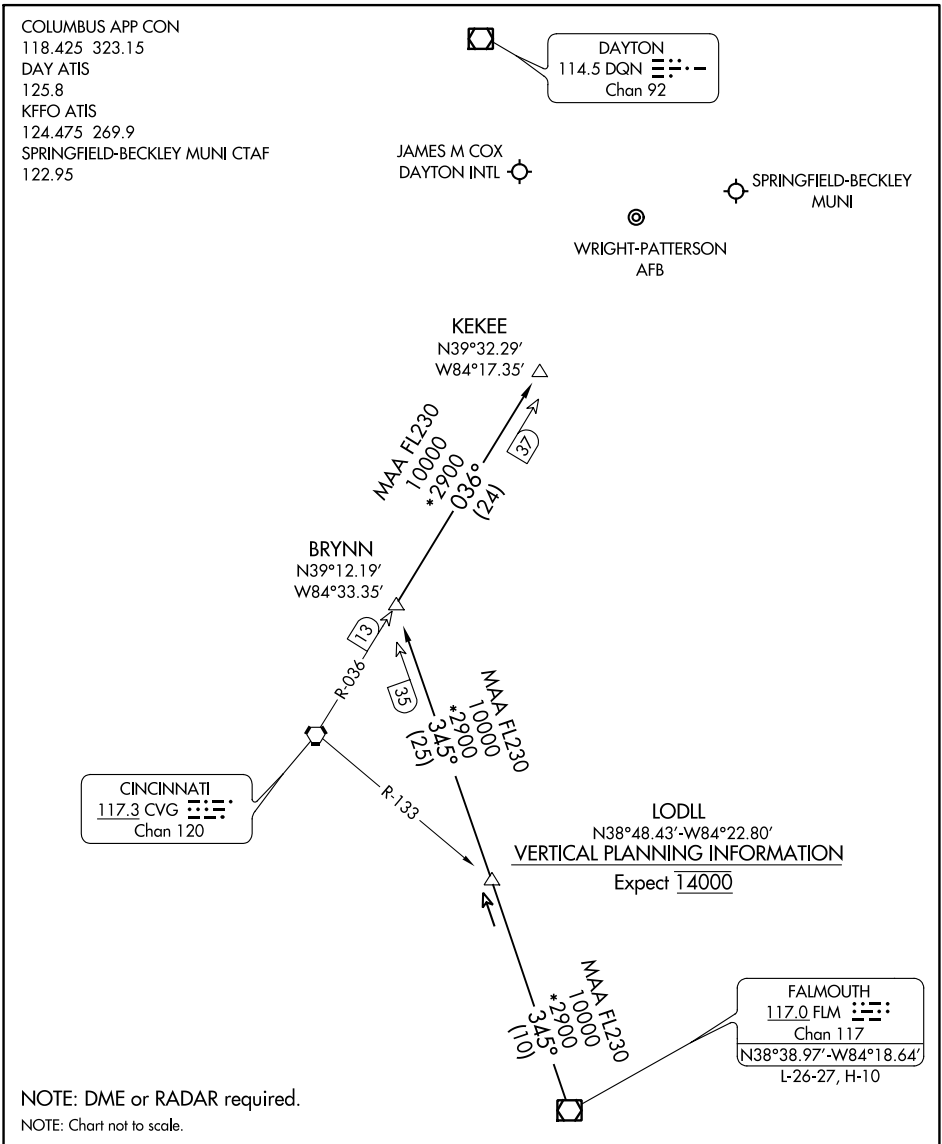 COLUMBUS APP CON
118.425 323.15
DAY ATIS
125.8
KFFO ATIS
124.475 269.9
SPRINGFIELD-BECKLEY MUNI CTAF
122.95
DAYTON
114.5 DQN
Chan 92
JAMES M COX
DAYTON INTL
SPRINGFIELD-BECKLEY
MUNI
WRIGHT-PATTERSON
AFB
KEKEE
N39°32.29′
W84°17.35′
MAA FL230
10000
*2900
036°
(24)
37
BRYNN
N39°12.19′
W84°33.35′
13
R-036
35
MAA FL230
10000
*2900
345°
(25)
CINCINNATI
117.3 CVG
Chan 120
R-133
LODLL
N38°48.43′-W84°22.80′
VERTICAL PLANNING INFORMATION
Expect 14000
MAA FL230
10000
*2900
345°
(10)
FALMOUTH
117.0 FLM
Chan 117
N38°38.97′-W84°18.64′
L-26-27, H-10
NOTE: DME or RADAR required.
NOTE: Chart not to scale.